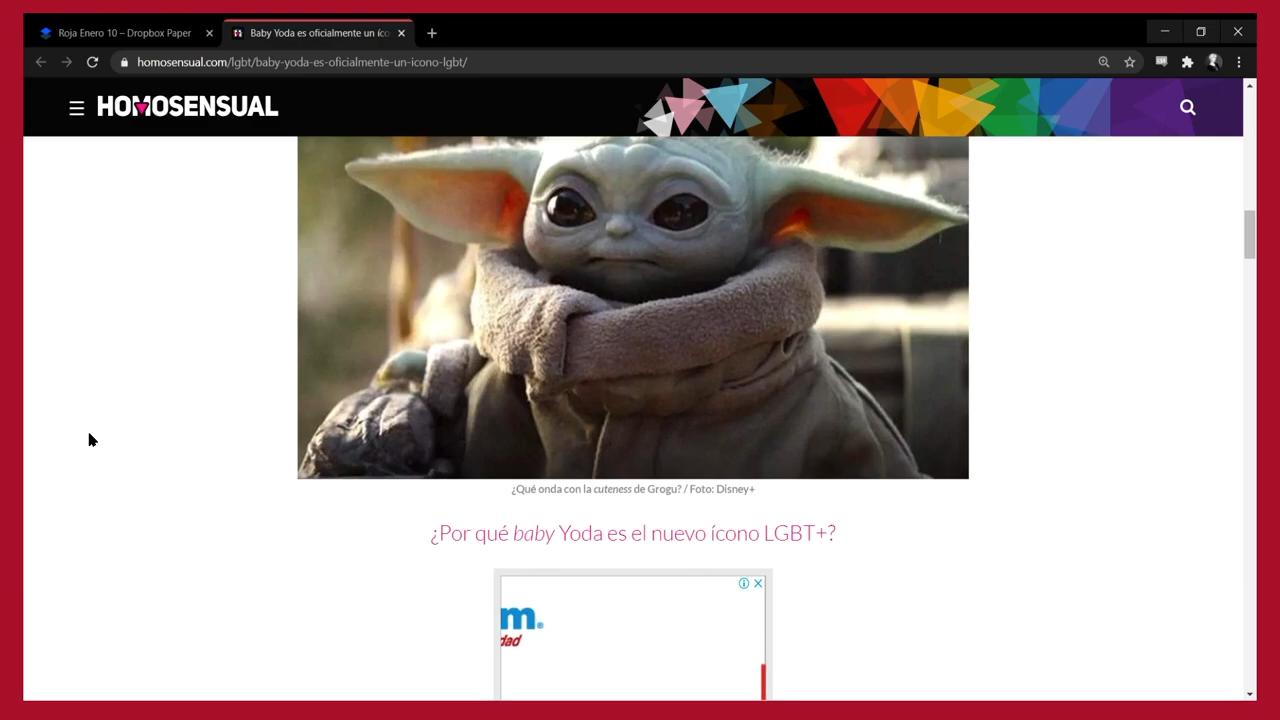 Roja Enero 10 – Dropbox Paper
Baby Yoda es oficialmente un íco
homosensual.com/lgbt/baby-yoda-es-oficialmente-un-icono-lgbt/
HOMOSENSUAL
¿Qué onda con la cuteness de Grogu? / Foto: Disney+
¿Por qué baby Yoda es el nuevo ícono LGBT+?
m.
dad